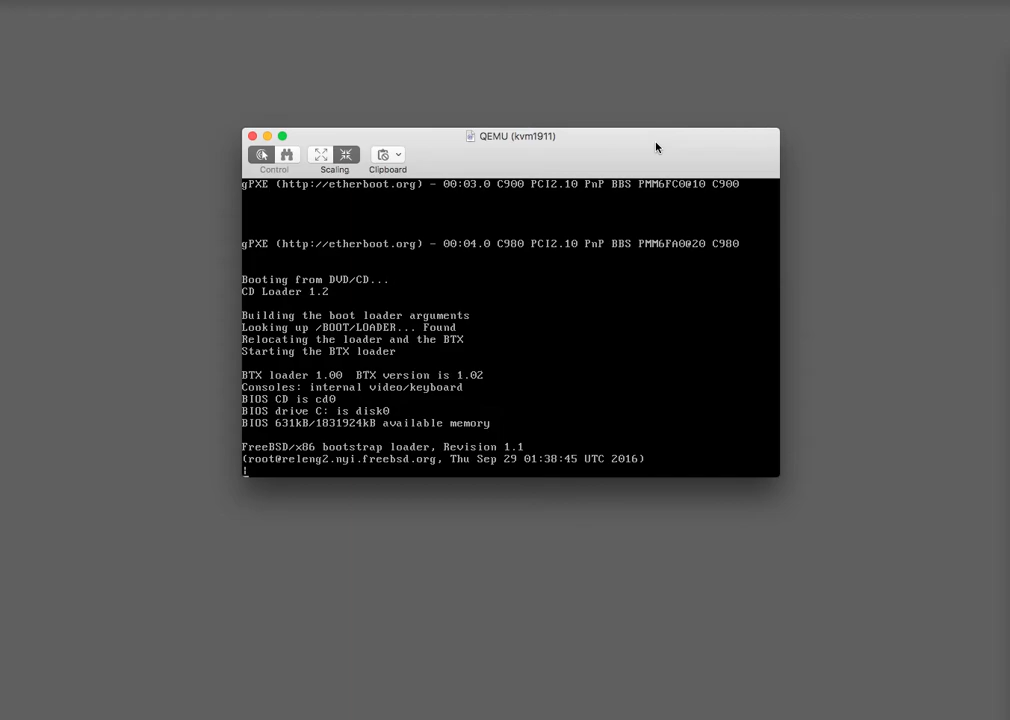 QEMU (kvm1911)
Control
Scaling
Clipboard
gPXE (http://etherboot.org) - 00:03.0 C900 PCI2.10 PnP BBS PMM6FC0@10 C900
gPXE (http://etherboot.org) - 00:04.0 C980 PCI2.10 PnP BBS PMM6FA0@20 C980
Booting from DVD/CD...
CD Loader 1.2
Building the boot loader arguments
Looking up /BOOT/LOADER... Found
Relocating the loader and the BTX
Starting the BTX loader
BTX loader 1.00  BTX version is 1.02
Consoles: internal video/keyboard
BIOS CD is cd0
BIOS drive C: is disk0
BIOS 631kB/1831924kB available memory
FreeBSD/x86 bootstrap loader, Revision 1.1
(root@releng2.nyi.freebsd.org, Thu Sep 29 01:38:45 UTC 2016)
|